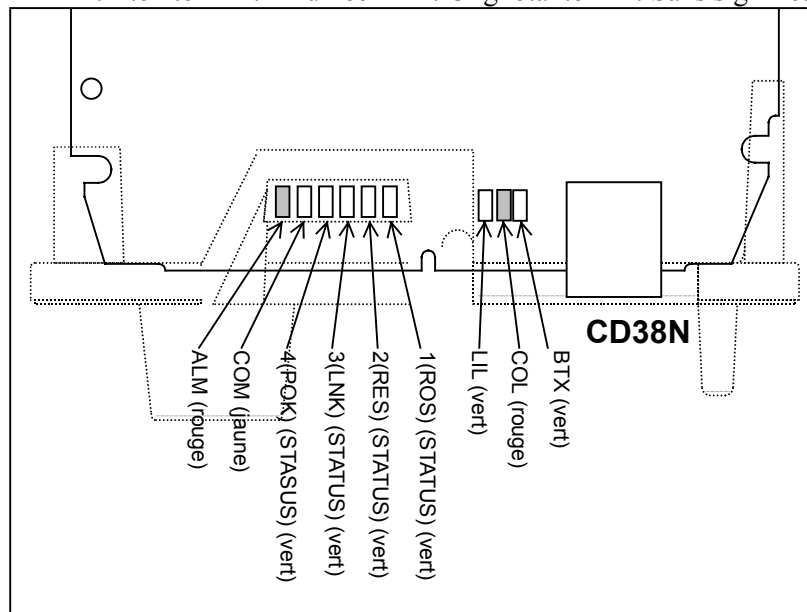 CD38N
ALM (rouge)
COM (jaune)
4(POK) (STASUS) (vert)
3(LNK) (STATUS) (vert)
2(RES) (STATUS) (vert)
1(ROS) (STATUS) (vert)
LIL (vert)
COL (rouge)
BTX (vert)